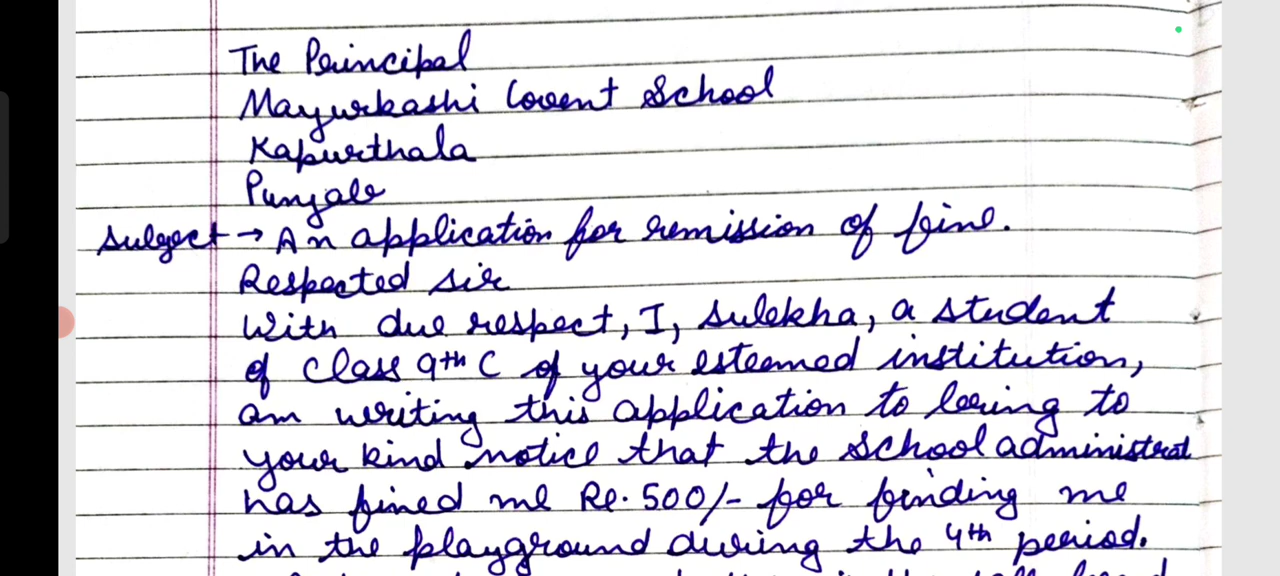 The Principal
Mayurkashi Covent School
Kapurthala
Punjab
Subject → An application for remission of fine.
Respected sir
With due respect, I, Sulekha, a student
of class 9th C of your esteemed institution,
am writing this application to bring to
your kind notice that the school administrat
has fined me Re. 500/- for finding me
in the playground during the 4th period.